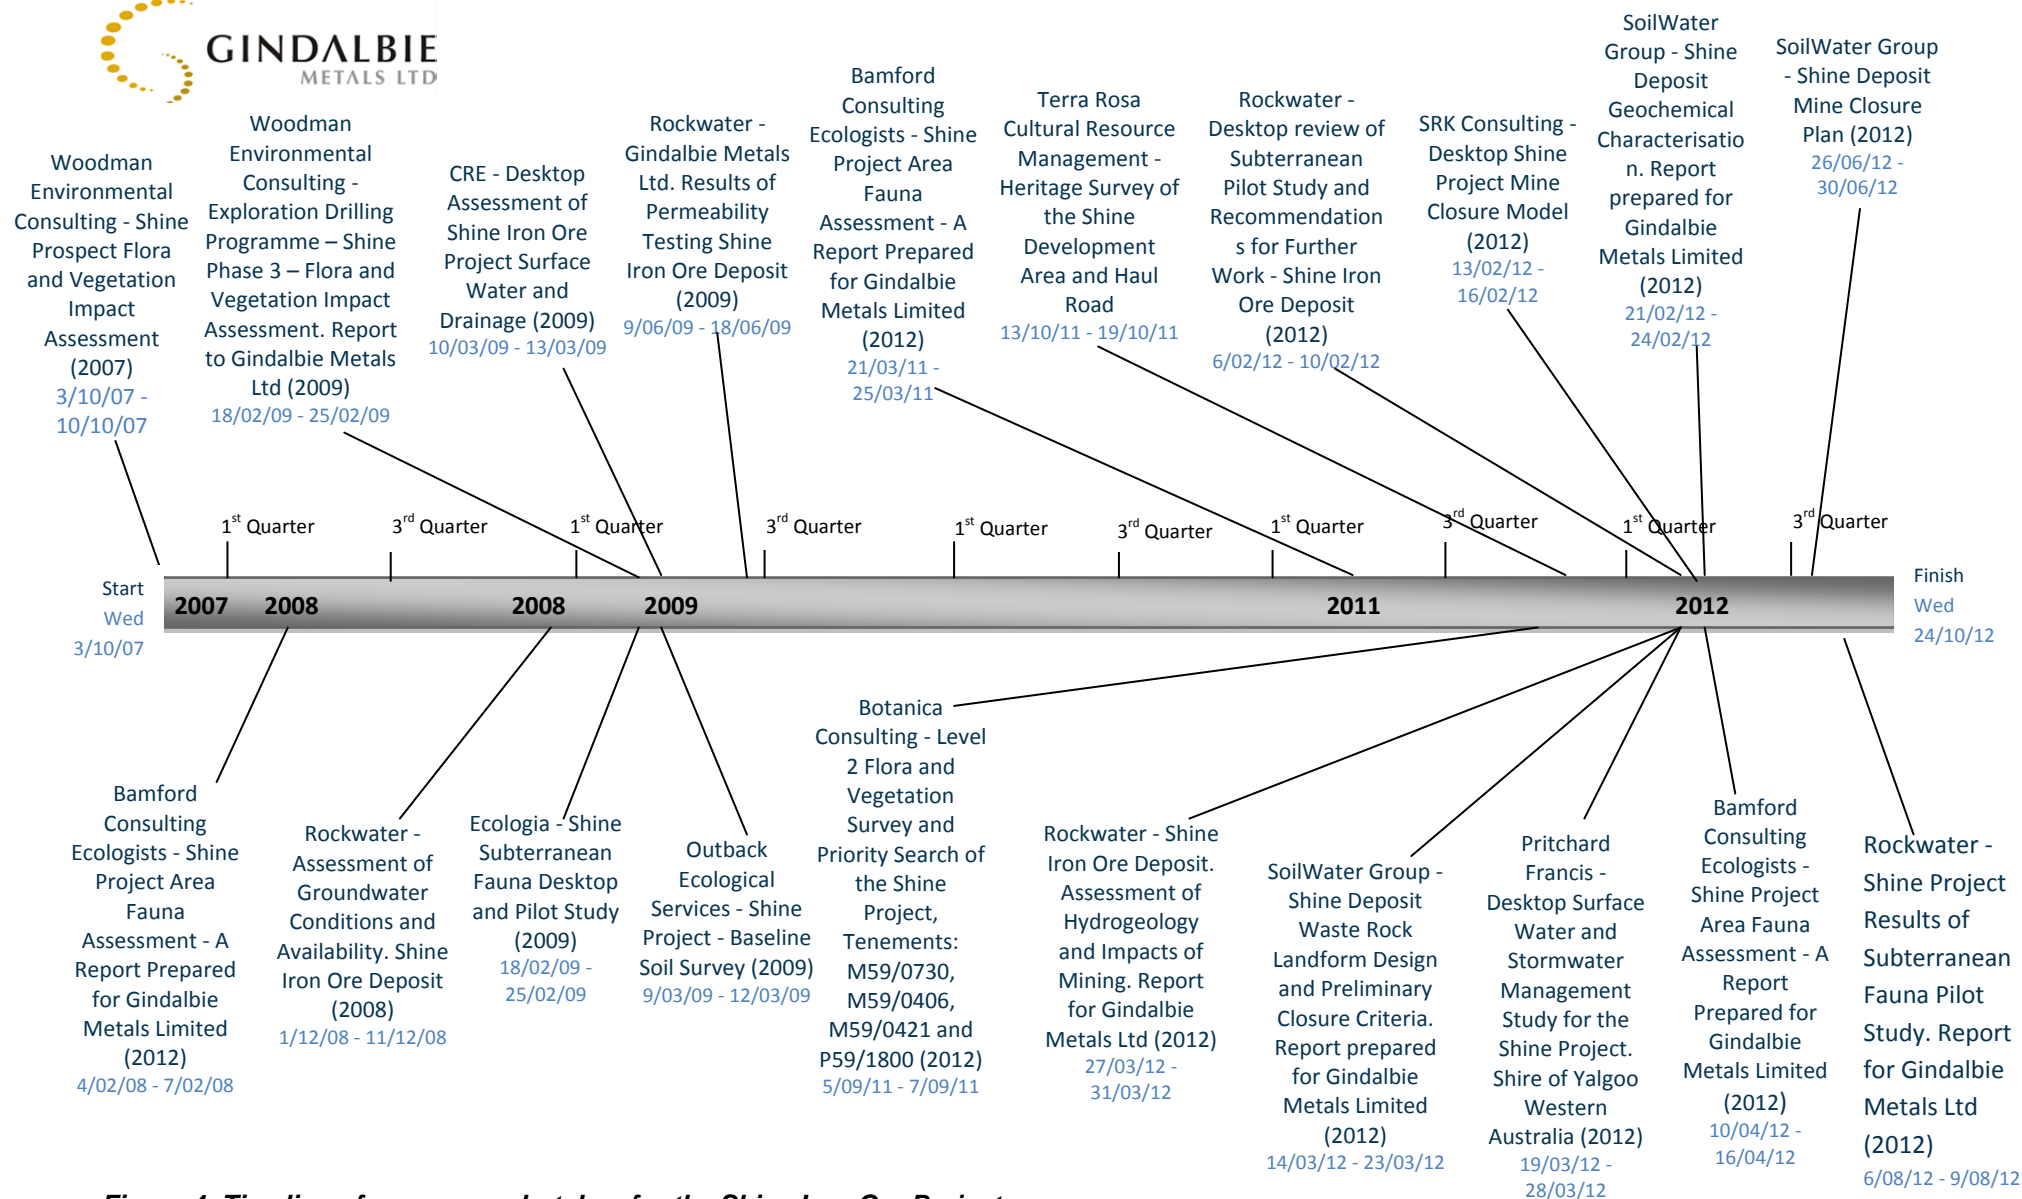 GINDALBIE
METALS LTD
Woodman
Environmental
Consulting - Shine
Prospect Flora
and Vegetation
Impact
Assessment
(2007)
3/10/07 -
10/10/07
Woodman
Environmental
Consulting -
Exploration Drilling
Programme – Shine
Phase 3 – Flora and
Vegetation Impact
Assessment. Report
to Gindalbie Metals
Ltd (2009)
18/02/09 - 25/02/09
CRE - Desktop
Assessment of
Shine Iron Ore
Project Surface
Water and
Drainage (2009)
10/03/09 - 13/03/09
Rockwater -
Gindalbie Metals
Ltd. Results of
Permeability
Testing Shine
Iron Ore Deposit
(2009)
9/06/09 - 18/06/09
Bamford
Consulting
Ecologists - Shine
Project Area
Fauna
Assessment - A
Report Prepared
for Gindalbie
Metals Limited
(2012)
21/03/11 -
25/03/11
Terra Rosa
Cultural Resource
Management -
Heritage Survey of
the Shine
Development
Area and Haul
Road
13/10/11 - 19/10/11
Rockwater -
Desktop review of
Subterranean
Pilot Study and
Recommendation
s for Further
Work - Shine Iron
Ore Deposit
(2012)
6/02/12 - 10/02/12
SRK Consulting -
Desktop Shine
Project Mine
Closure Model
(2012)
13/02/12 -
16/02/12
SoilWater
Group - Shine
Deposit
Geochemical
Characterisatio
n. Report
prepared for
Gindalbie
Metals Limited
(2012)
21/02/12 -
24/02/12
SoilWater Group
- Shine Deposit
Mine Closure
Plan (2012)
26/06/12 -
30/06/12
1st Quarter
3rd Quarter
1st Quarter
3rd Quarter
1st Quarter
3rd Quarter
1st Quarter
3rd Quarter
1st Quarter
3rd Quarter
Start
Wed
3/10/07
2007 2008 2008 2009 2011 2012
Finish
Wed
24/10/12
Bamford
Consulting
Ecologists - Shine
Project Area
Fauna
Assessment - A
Report Prepared
for Gindalbie
Metals Limited
(2012)
4/02/08 - 7/02/08
Rockwater -
Assessment of
Groundwater
Conditions and
Availability. Shine
Iron Ore Deposit
(2008)
1/12/08 - 11/12/08
Ecologia - Shine
Subterranean
Fauna Desktop
and Pilot Study
(2009)
18/02/09 -
25/02/09
Outback
Ecological
Services - Shine
Project - Baseline
Soil Survey (2009)
9/03/09 - 12/03/09
Botanica
Consulting - Level
2 Flora and
Vegetation
Survey and
Priority Search of
the Shine
Project,
Tenements:
M59/0730,
M59/0406,
M59/0421 and
P59/1800 (2012)
5/09/11 - 7/09/11
Rockwater - Shine
Iron Ore Deposit.
Assessment of
Hydrogeology
and Impacts of
Mining. Report
for Gindalbie
Metals Ltd (2012)
27/03/12 -
31/03/12
SoilWater Group -
Shine Deposit
Waste Rock
Landform Design
and Preliminary
Closure Criteria.
Report prepared
for Gindalbie
Metals Limited
(2012)
14/03/12 - 23/03/12
Pritchard
Francis -
Desktop Surface
Water and
Stormwater
Management
Study for the
Shine Project.
Shire of Yalgoo
Western
Australia (2012)
19/03/12 -
28/03/12
Bamford
Consulting
Ecologists -
Shine Project
Area Fauna
Assessment - A
Report
Prepared for
Gindalbie
Metals Limited
(2012)
10/04/12 -
16/04/12
Rockwater -
Shine Project
Results of
Subterranean
Fauna Pilot
Study. Report
for Gindalbie
Metals Ltd
(2012)
6/08/12 - 9/08/12